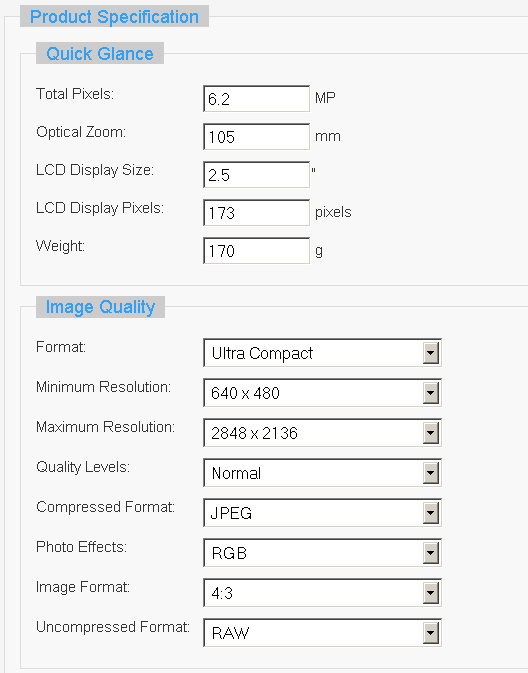 Product Specification
Quick Glance
Total Pixels: 6.2 MP
Optical Zoom: 105 mm
LCD Display Size: 2.5 "
LCD Display Pixels: 173 pixels
Weight: 170 g
Image Quality
Format: Ultra Compact
Minimum Resolution: 640 x 480
Maximum Resolution: 2848 x 2136
Quality Levels: Normal
Compressed Format: JPEG
Photo Effects: RGB
Image Format: 4:3
Uncompressed Format: RAW